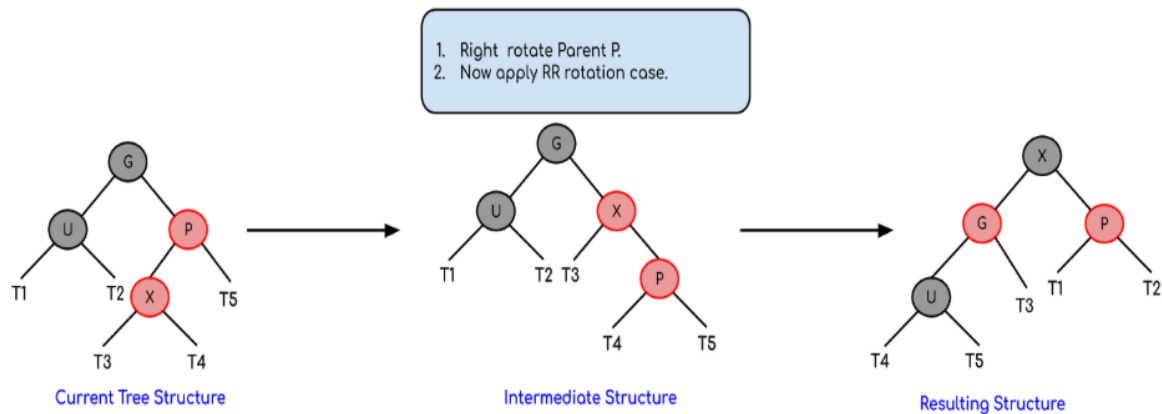 1. Right rotate Parent P.
2. Now apply RR rotation case.
G
U
P
T1
T2
X
T5
T3
T4
Current Tree Structure
G
U
X
T1
T2
T3
P
T4
T5
Intermediate Structure
X
G
P
U
T3
T1
T2
T4
T5
Resulting Structure